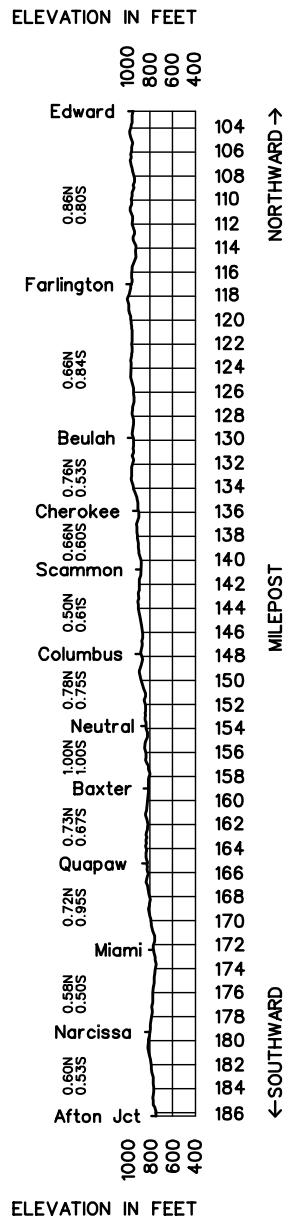 ELEVATION IN FEET
1000 800 600 400
Edward
104
106
108
0.86N
0.80S
110
112
114
116
Farlington
118
120
122
0.66N
0.84S
124
126
128
Beulah 130
132
0.76N
0.53S
134
Cherokee 136
0.66N
0.60S
138
140
Scammon
142
0.50N
0.61S
144
146
Columbus 148
0.78N
0.75S
150
152
Neutral 154
1.00N
1.00S
156
158
Baxter
160
0.73N
0.67S
162
164
Quapaw
166
0.72N
0.95S
168
170
172
Miami
174
0.58N
0.50S
176
178
Narcissa
180
0.60N
0.53S
182
184
Afton Jct 186
1000 800 600 400
ELEVATION IN FEET
NORTHWARD →
MILEPOST
←SOUTHWARD